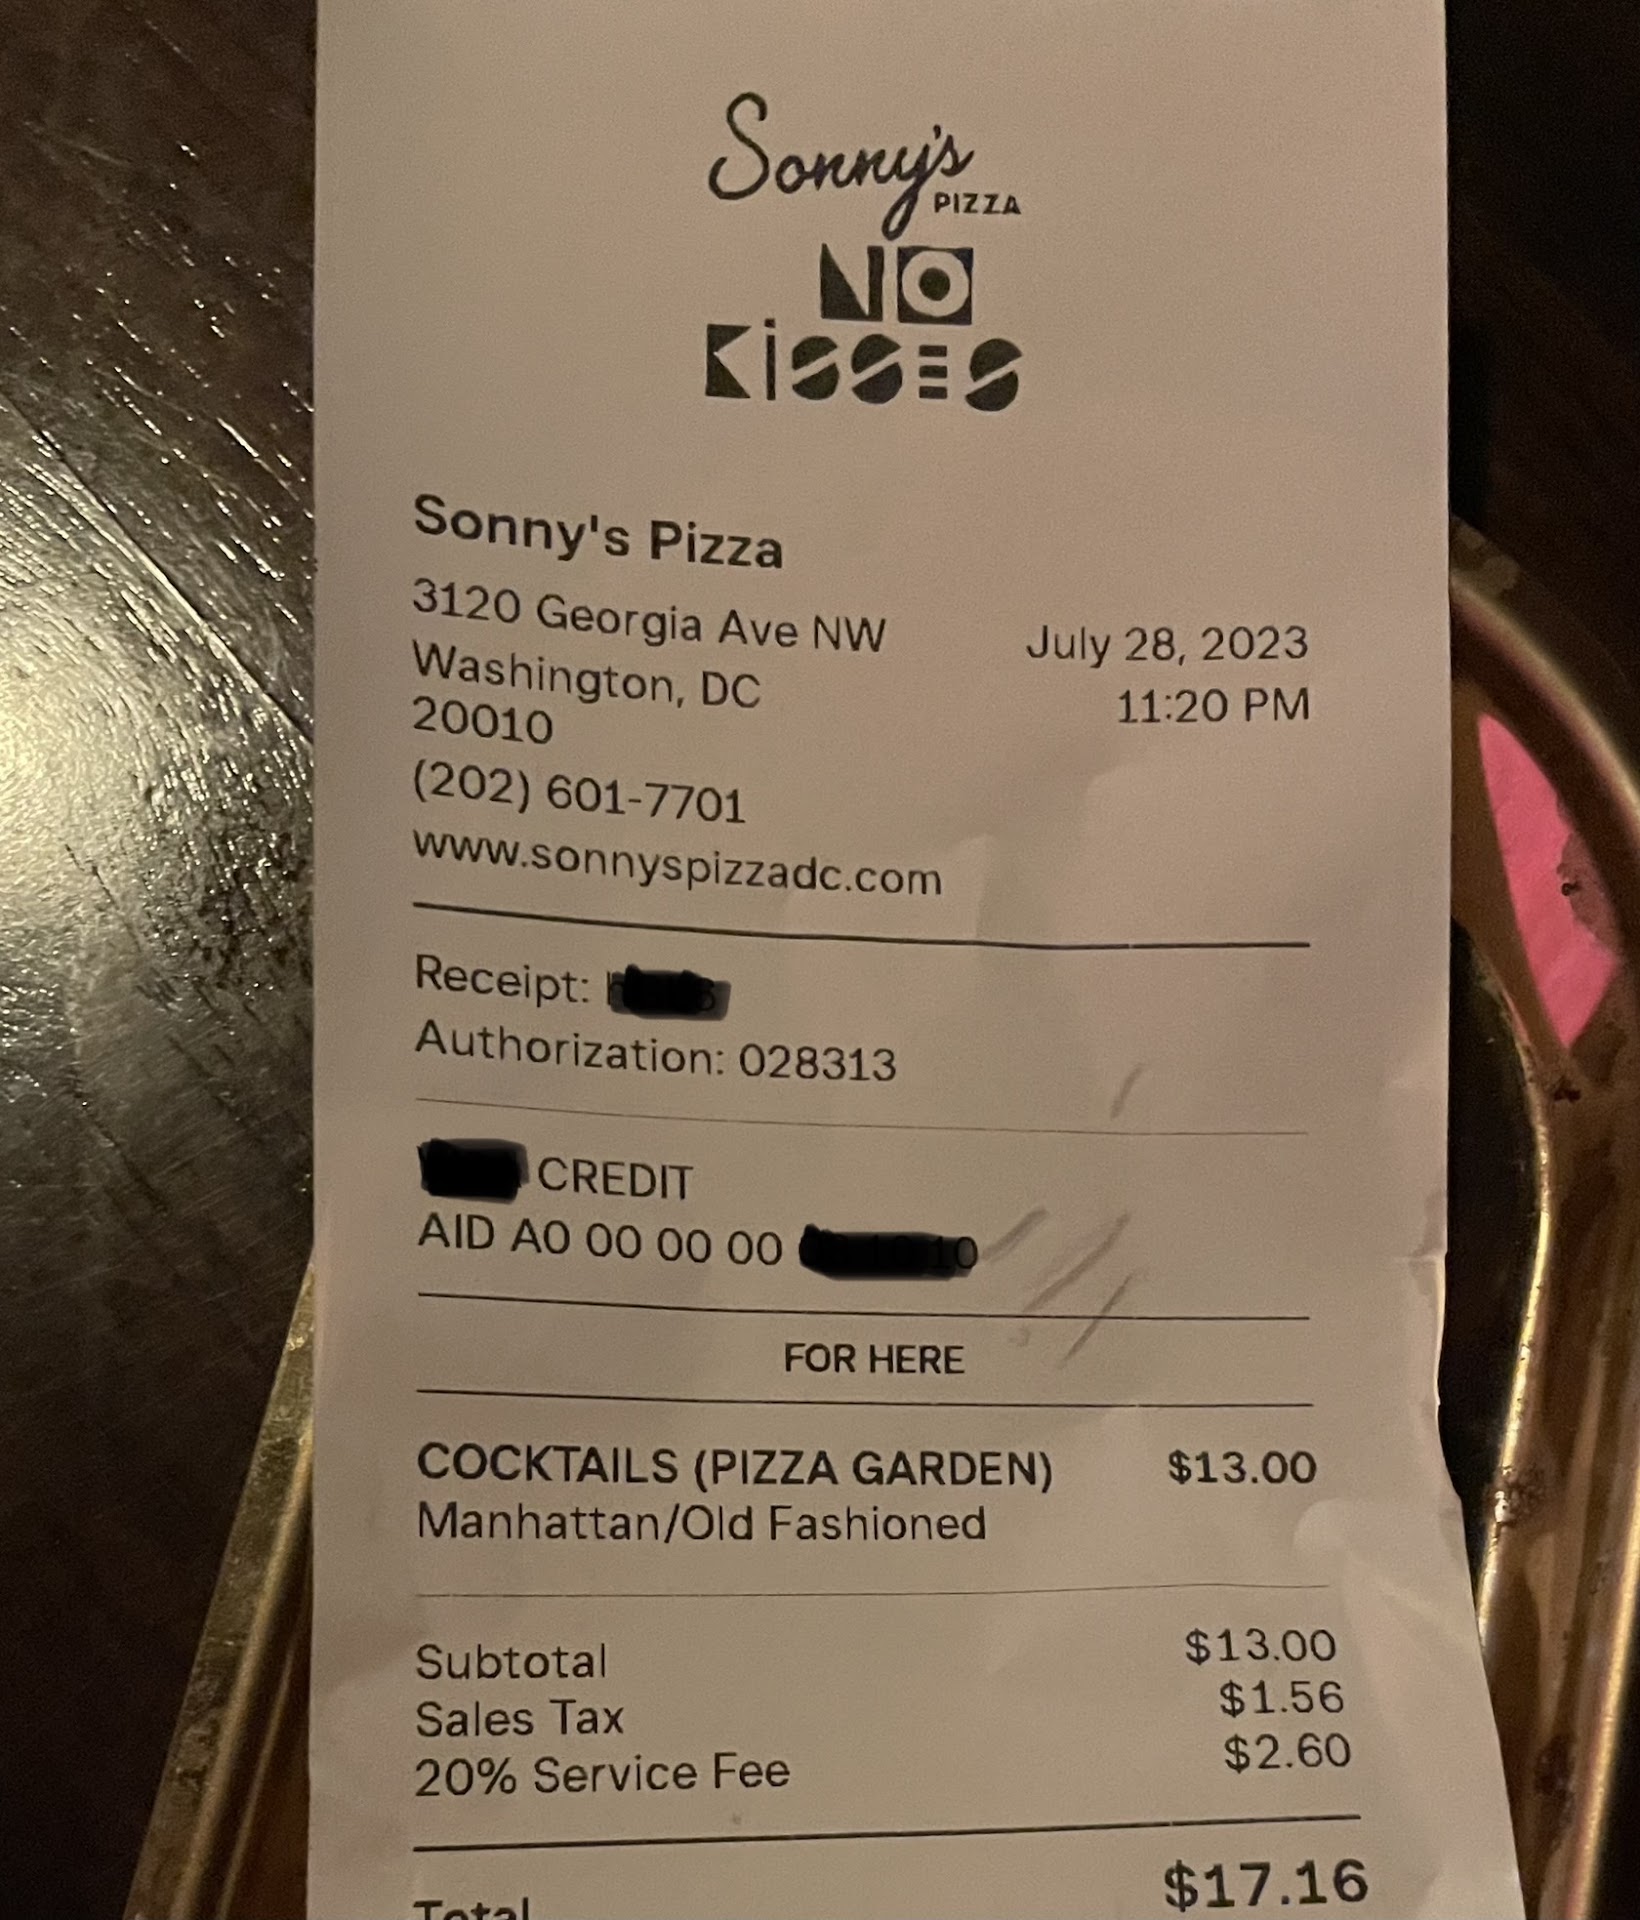 Sonny's
PIZZA
NO
KiSSES
Sonny's Pizza
3120 Georgia Ave NW
Washington, DC
20010
July 28, 2023
11:20 PM
(202) 601-7701
www.sonnyspizzadc.com
Receipt:
Authorization: 028313
CREDIT
AID A0 00 00 00
FOR HERE
COCKTAILS (PIZZA GARDEN) $13.00
Manhattan/Old Fashioned
Subtotal $13.00
Sales Tax $1.56
20% Service Fee $2.60
Total $17.16